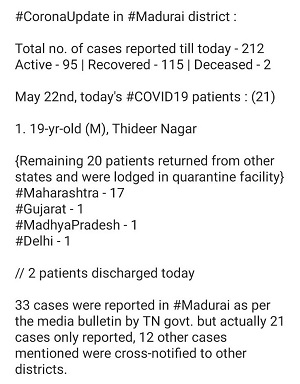 #CoronaUpdate in #Madurai district :
Total no. of cases reported till today - 212
Active - 95 | Recovered - 115 | Deceased - 2
May 22nd, today's #COVID19 patients : (21)
1. 19-yr-old (M), Thideer Nagar
{Remaining 20 patients returned from other
states and were lodged in quarantine facility}
#Maharashtra - 17
#Gujarat - 1
#MadhyaPradesh - 1
#Delhi - 1
// 2 patients discharged today
33 cases were reported in #Madurai as per
the media bulletin by TN govt. but actually 21
cases only reported, 12 other cases
mentioned were cross-notified to other
districts.